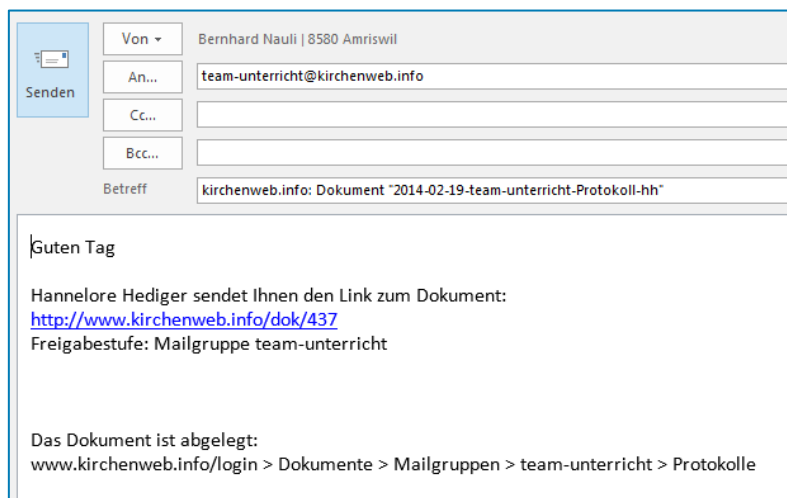 Von
Bernhard Nauli | 8580 Amriswil
Senden
An...
team-unterricht@kirchenweb.info
Cc...
Bcc...
Betreff
kirchenweb.info: Dokument "2014-02-19-team-unterricht-Protokoll-hh"
Guten Tag
Hannelore Hediger sendet Ihnen den Link zum Dokument:
http://www.kirchenweb.info/dok/437
Freigabestufe: Mailgruppe team-unterricht
Das Dokument ist abgelegt:
www.kirchenweb.info/login > Dokumente > Mailgruppen > team-unterricht > Protokolle